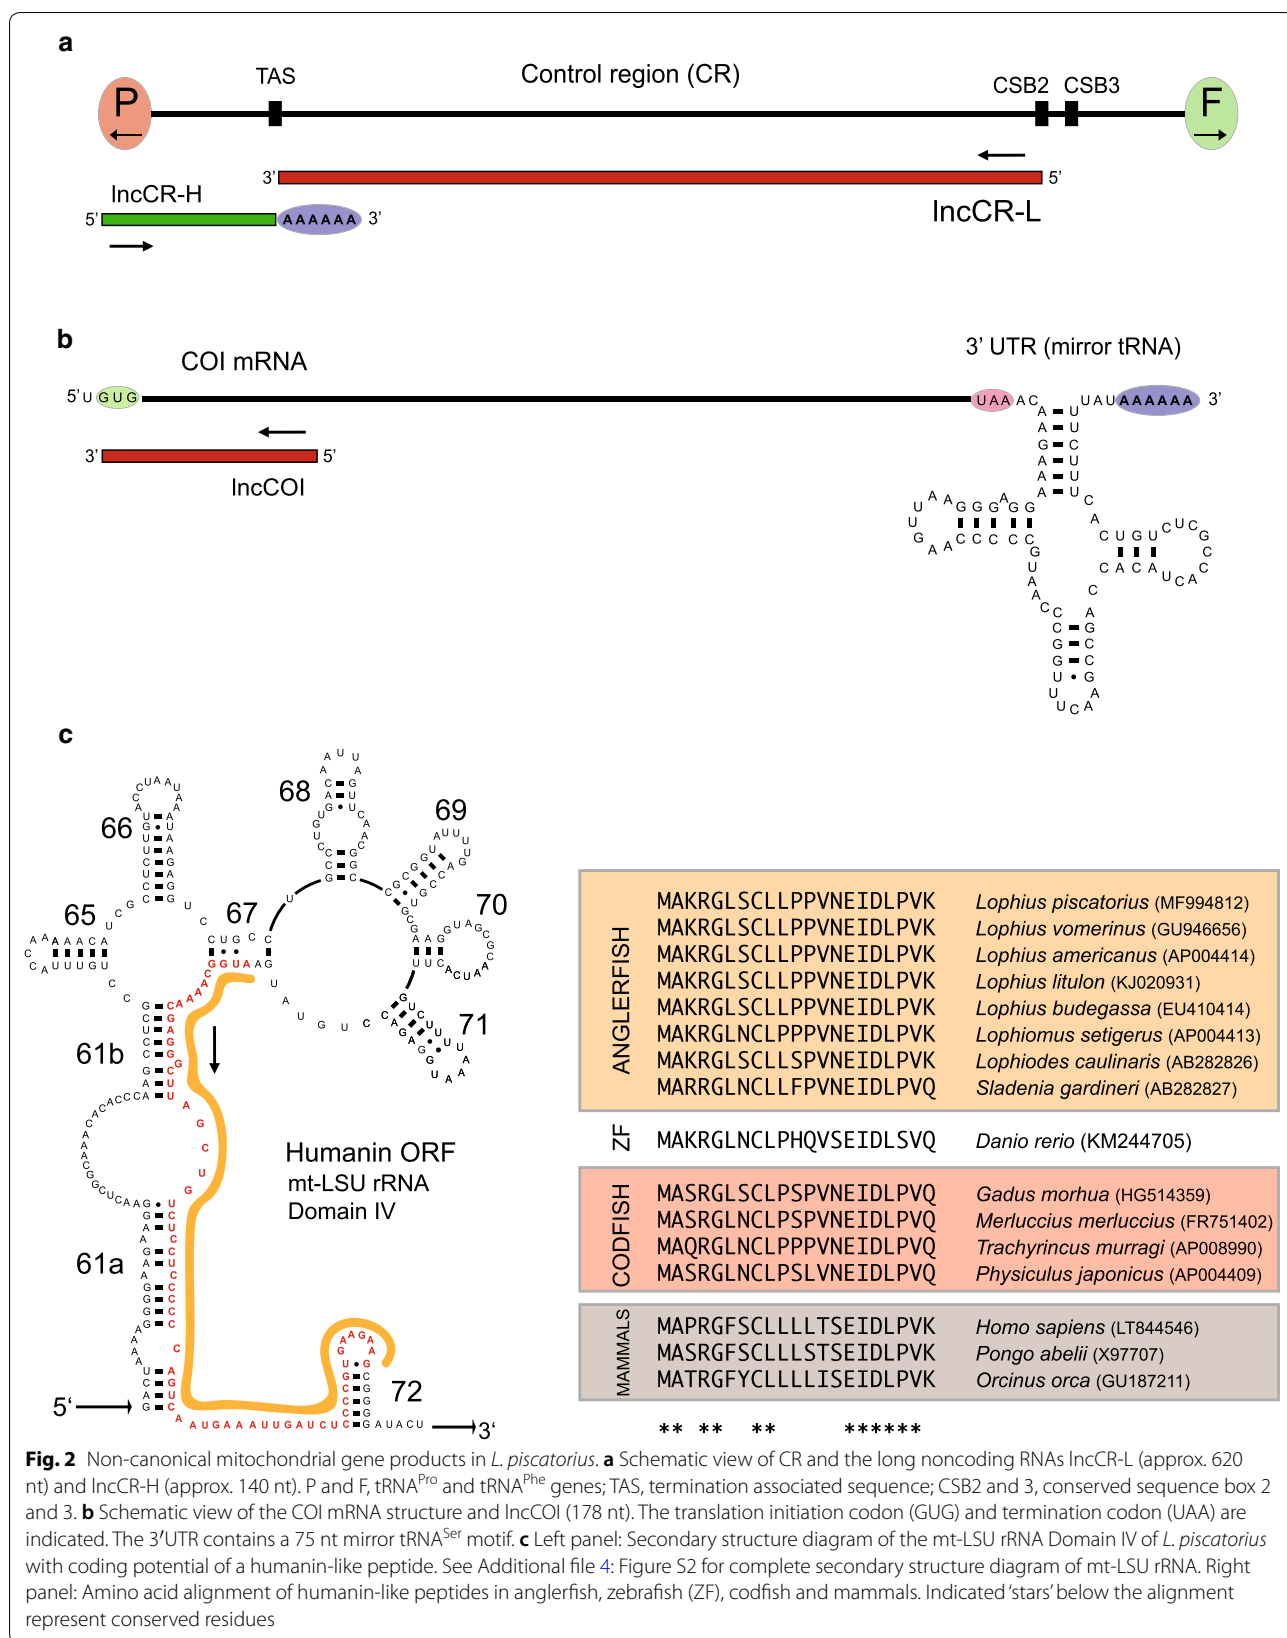 a
TAS
Control region (CR)
CSB2
CSB3
P
F
3’
5’
lncCR-H
lncCR-L
5’
AAAAAA
3’
b
COI mRNA
3’ UTR (mirror tRNA)
5’ U GUG
UAA AC
UAU AAAAAA 3’
3’
5’
lncCOI
c
66
68
69
65
67
70
61b
71
61a
72
Humanin ORF
mt-LSU rRNA
Domain IV
5‘
3‘
GAUACU
AAUGAAAUUGAUCUC
ANGLERFISH
MAKRGLSCLLPPVNEIDLPVK Lophius piscatorius (MF994812)
MAKRGLSCLLPPVNEIDLPVK Lophius vomerinus (GU946656)
MAKRGLSCLLPPVNEIDLPVK Lophius americanus (AP004414)
MAKRGLSCLLPPVNEIDLPVK Lophius litulon (KJ020931)
MAKRGLSCLLPPVNEIDLPVK Lophius budegassa (EU410414)
MAKRGLNCLPPPVNEIDLPVK Lophiomus setigerus (AP004413)
MAKRGLSCLLSPVNEIDLPVK Lophiodes caulinaris (AB282826)
MARRGLNCLLFPVNEIDLPVQ Sladenia gardineri (AB282827)
ZF
MAKRGLNCLPHQVSEIDLSVQ Danio rerio (KM244705)
CODFISH
MASRGLSCLPSPVNEIDLPVQ Gadus morhua (HG514359)
MASRGLNCLPSPVNEIDLPVQ Merluccius merluccius (FR751402)
MAQRGLNCLPPPVNEIDLPVQ Trachyrincus murragi (AP008990)
MASRGLNCLPSLVNEIDLPVQ Physiculus japonicus (AP004409)
MAMMALS
MAPRGFSCLLLLTSEIDLPVK Homo sapiens (LT844546)
MASRGFSCLLLSTSEIDLPVK Pongo abelii (X97707)
MATRGFYCLLLLISEIDLPVK Orcinus orca (GU187211)
** ** ** ******
Fig. 2 Non-canonical mitochondrial gene products in L. piscatorius. a Schematic view of CR and the long noncoding RNAs lncCR-L (approx. 620
nt) and lncCR-H (approx. 140 nt). P and F, tRNAPro and tRNAPhe genes; TAS, termination associated sequence; CSB2 and 3, conserved sequence box 2
and 3. b Schematic view of the COI mRNA structure and lncCOI (178 nt). The translation initiation codon (GUG) and termination codon (UAA) are
indicated. The 3′UTR contains a 75 nt mirror tRNASer motif. c Left panel: Secondary structure diagram of the mt-LSU rRNA Domain IV of L. piscatorius
with coding potential of a humanin-like peptide. See Additional file 4: Figure S2 for complete secondary structure diagram of mt-LSU rRNA. Right
panel: Amino acid alignment of humanin-like peptides in anglerfish, zebrafish (ZF), codfish and mammals. Indicated ‘stars’ below the alignment
represent conserved residues